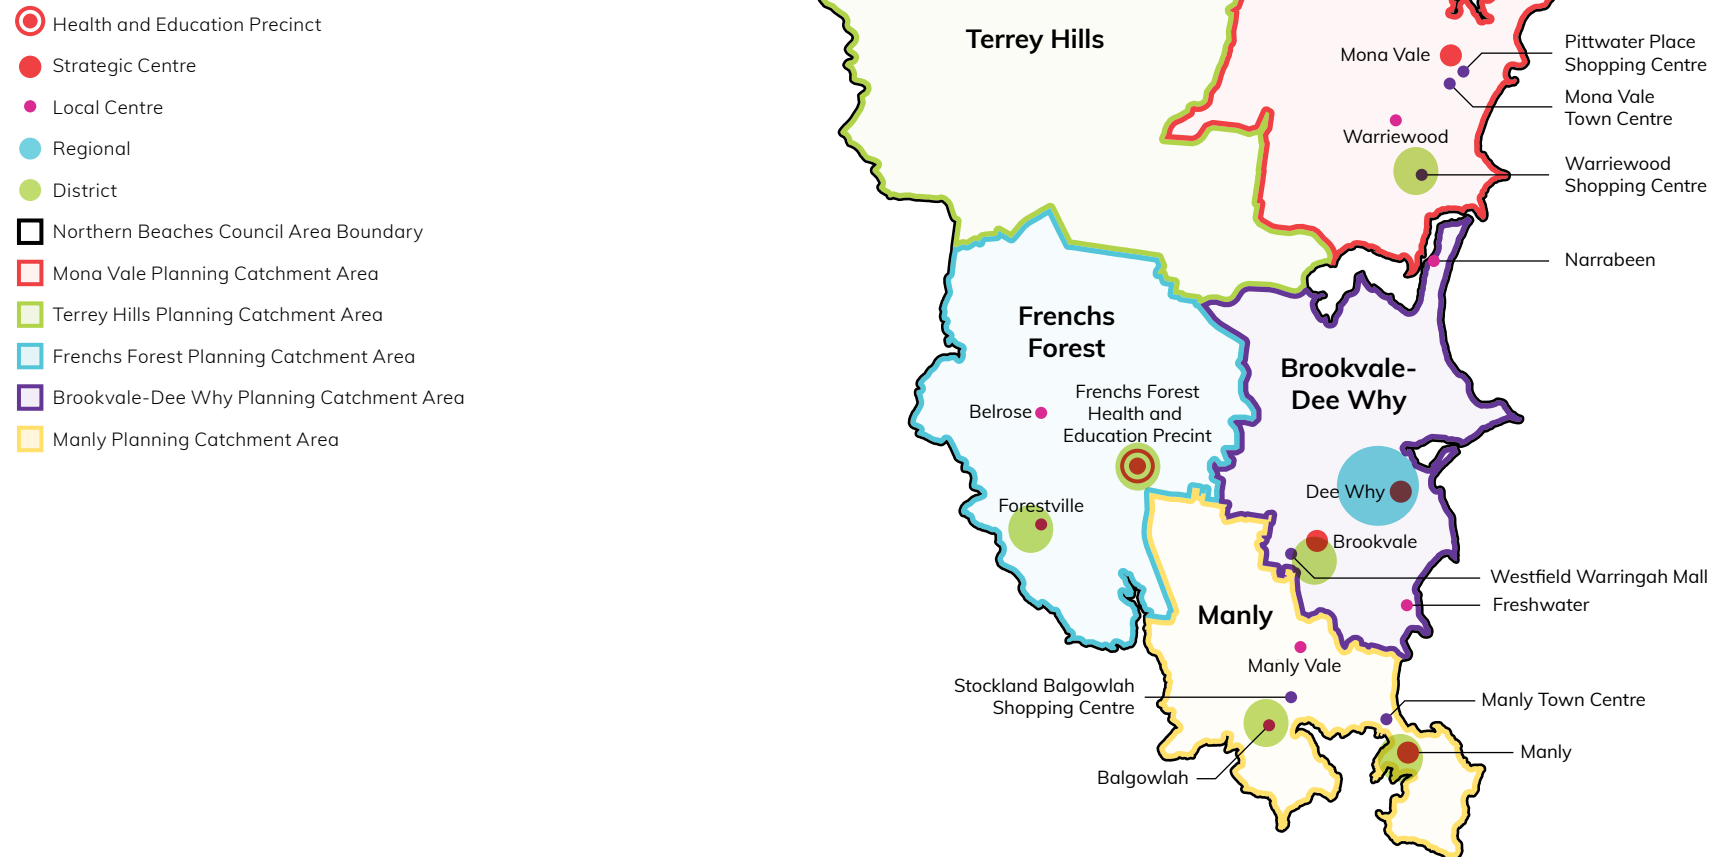 Health and Education Precinct
Strategic Centre
Local Centre
Regional
District
Northern Beaches Council Area Boundary
Mona Vale Planning Catchment Area
Terrey Hills Planning Catchment Area
Frenchs Forest Planning Catchment Area
Brookvale-Dee Why Planning Catchment Area
Manly Planning Catchment Area
Terrey Hills
Mona Vale
Pittwater Place
Shopping Centre
Mona Vale
Town Centre
Warriewood
Warriewood
Shopping Centre
Narrabeen
Frenchs
Forest
Brookvale-
Dee Why
Belrose
Frenchs Forest
Health and
Education Precint
Forestville
Dee Why
Brookvale
Westfield Warringah Mall
Freshwater
Manly
Manly Vale
Stockland Balgowlah
Shopping Centre
Manly Town Centre
Manly
Balgowlah